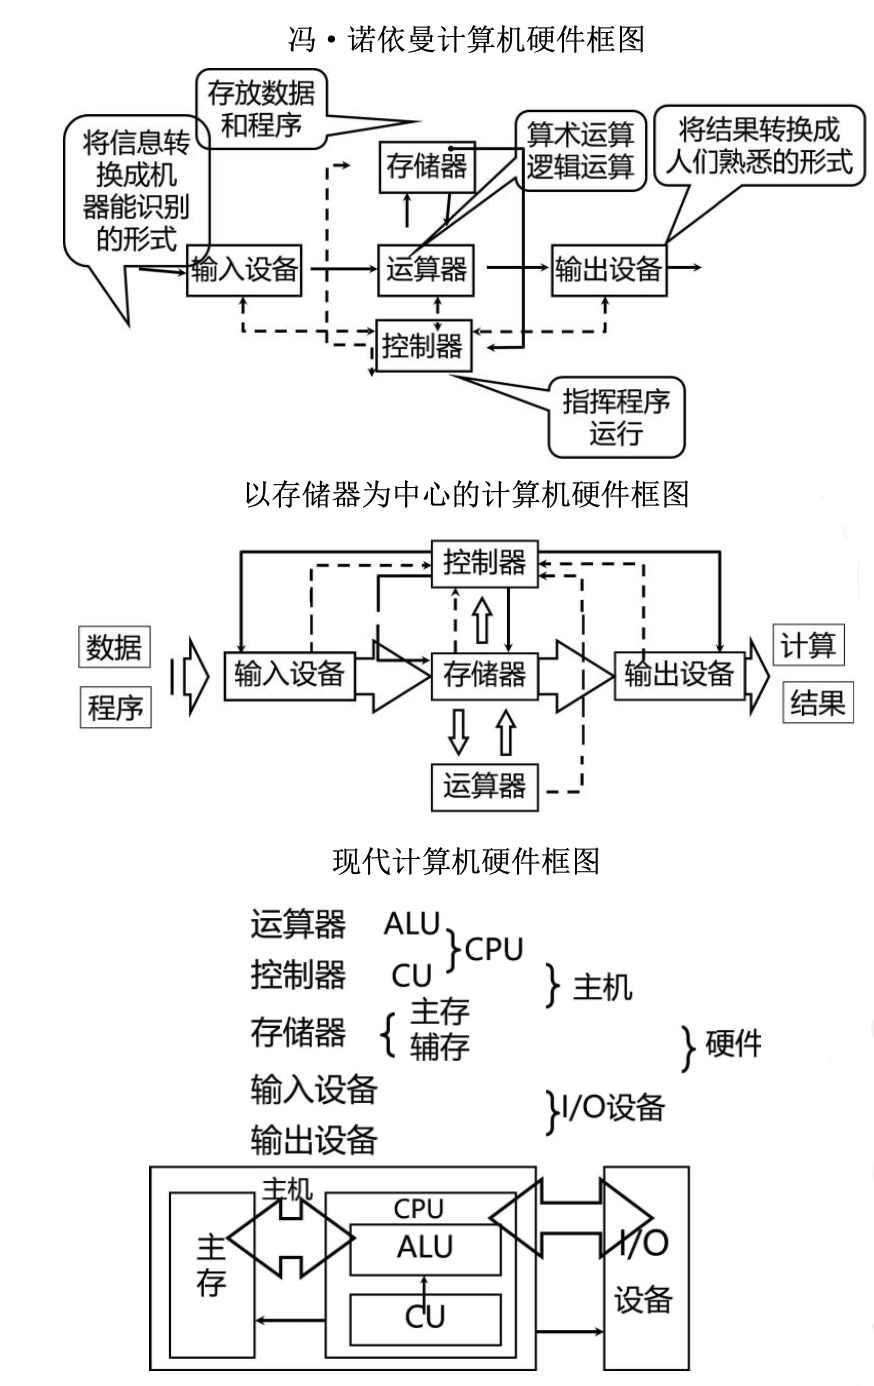 冯·诺依曼计算机硬件框图
存放数据
和程序
将信息转
换成机
器能识别
的形式
算术运算
逻辑运算
将结果转换成
人们熟悉的形式
存储器
输入设备
运算器
输出设备
控制器
指挥程序
运行
以存储器为中心的计算机硬件框图
控制器
数据
程序
输入设备
存储器
输出设备
计算
结果
运算器
现代计算机硬件框图
运算器 ALU
CPU
控制器 CU
主机
存储器
主存
辅存
硬件
输入设备
I/O设备
输出设备
主机
CPU
主
存
ALU
CU
I/O
设备